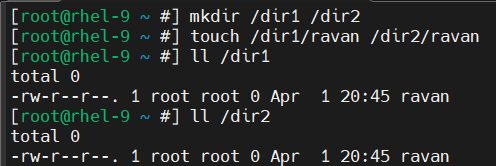 [root@rhel-9 ~ #] mkdir /dir1 /dir2
[root@rhel-9 ~ #] touch /dir1/ravan /dir2/ravan
[root@rhel-9 ~ #] ll /dir1
total 0
-rw-r--r--. 1 root root 0 Apr  1 20:45 ravan
[root@rhel-9 ~ #] ll /dir2
total 0
-rw-r--r--. 1 root root 0 Apr  1 20:45 ravan